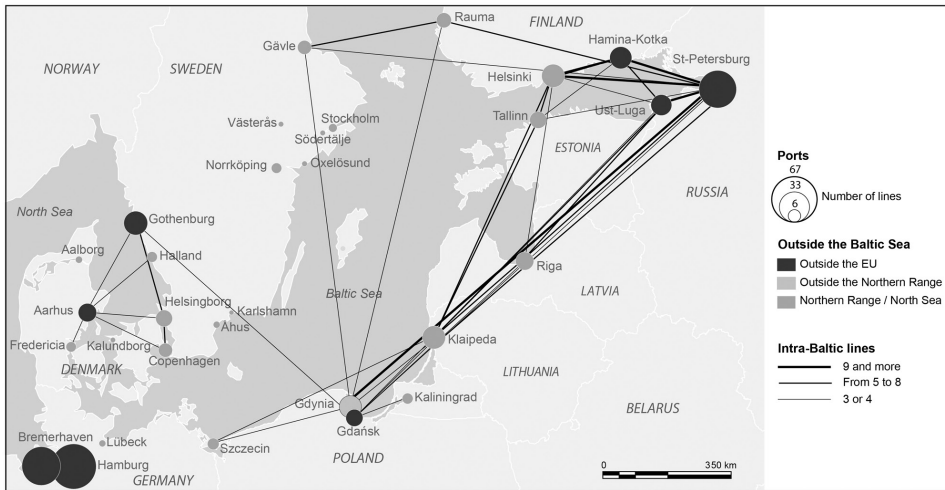 Rauma
FINLAND
Gävle
Hamina-Kotka
St-Petersburg
NORWAY
SWEDEN
Helsinki
Västerås
Stockholm
Södertälje
Tallinn
Ust-Luga
ESTONIA
Norrköping
Oxelösund
RUSSIA
North Sea
Gothenburg
Aalborg
Halland
Riga
LATVIA
Baltic Sea
Helsingborg
Karlshamn
Aarhus
Åhus
Fredericia
Kalundborg
Copenhagen
DENMARK
Klaipeda
LITHUANIA
Kaliningrad
Gdynia
Gdańsk
BELARUS
Bremerhaven
Lübeck
Szczecin
Hamburg
GERMANY
POLAND
0 350 km
Ports
67
33
6
Number of lines
Outside the Baltic Sea
Outside the EU
Outside the Northern Range
Northern Range / North Sea
Intra-Baltic lines
9 and more
From 5 to 8
3 or 4